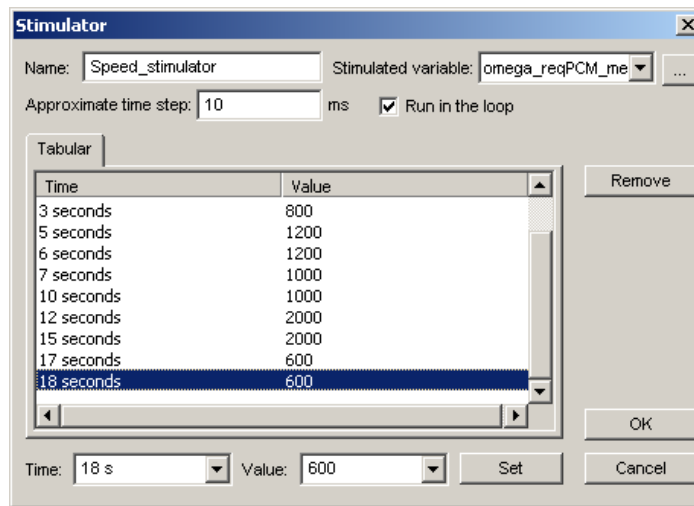 Stimulator
Name: Speed_stimulator Stimulated variable: omega_reqPCM_me ...
Approximate time step: 10 ms Run in the loop
Tabular
Time Value Remove
3 seconds 800
5 seconds 1200
6 seconds 1200
7 seconds 1000
10 seconds 1000
12 seconds 2000
15 seconds 2000
17 seconds 600
18 seconds 600
OK
Time: 18 s Value: 600 Set Cancel